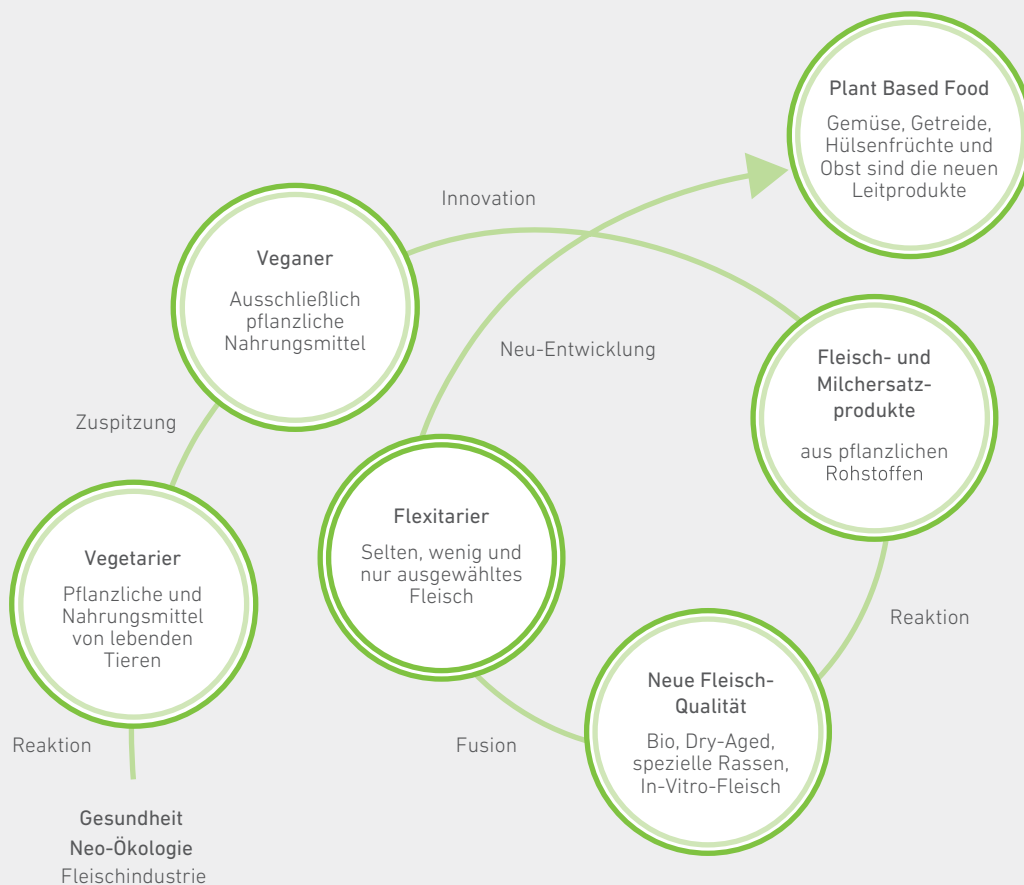 Plant Based Food
Gemüse, Getreide,
Hülsenfrüchte und
Obst sind die neuen
Leitprodukte
Innovation
Veganer
Ausschließlich
pflanzliche
Nahrungsmittel
Neu-Entwicklung
Fleisch- und
Milchersatz-
produkte
aus pflanzlichen
Rohstoffen
Zuspitzung
Flexitarier
Selten, wenig und
nur ausgewähltes
Fleisch
Vegetarier
Pflanzliche und
Nahrungsmittel
von lebenden
Tieren
Reaktion
Neue Fleisch-
Qualität
Bio, Dry-Aged,
spezielle Rassen,
In-Vitro-Fleisch
Reaktion
Fusion
Gesundheit
Neo-Ökologie
Fleischindustrie